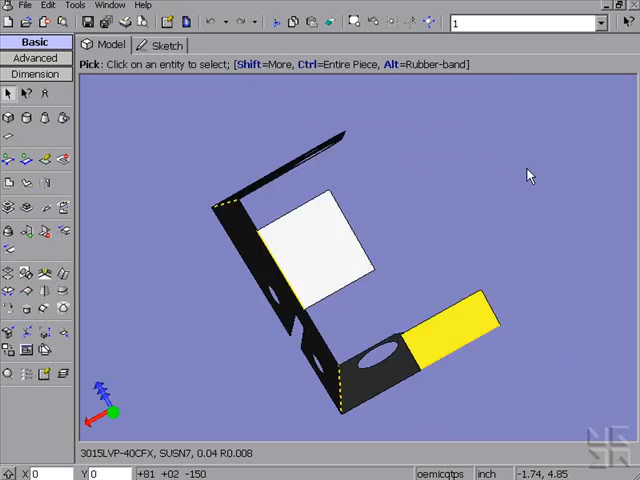 File Edit Tools Window Help
Basic
Advanced
Dimension
Model
Sketch
1
Pick: Click on an entity to select; [Shift=More, Ctrl=Entire Piece, Alt=Rubber-band]
3015LVP-40CFX, SUSN7, 0.04 R0.008
X 0
Y 0
+81 +02 -150
oemicqtps
inch
-1.74, 4.85